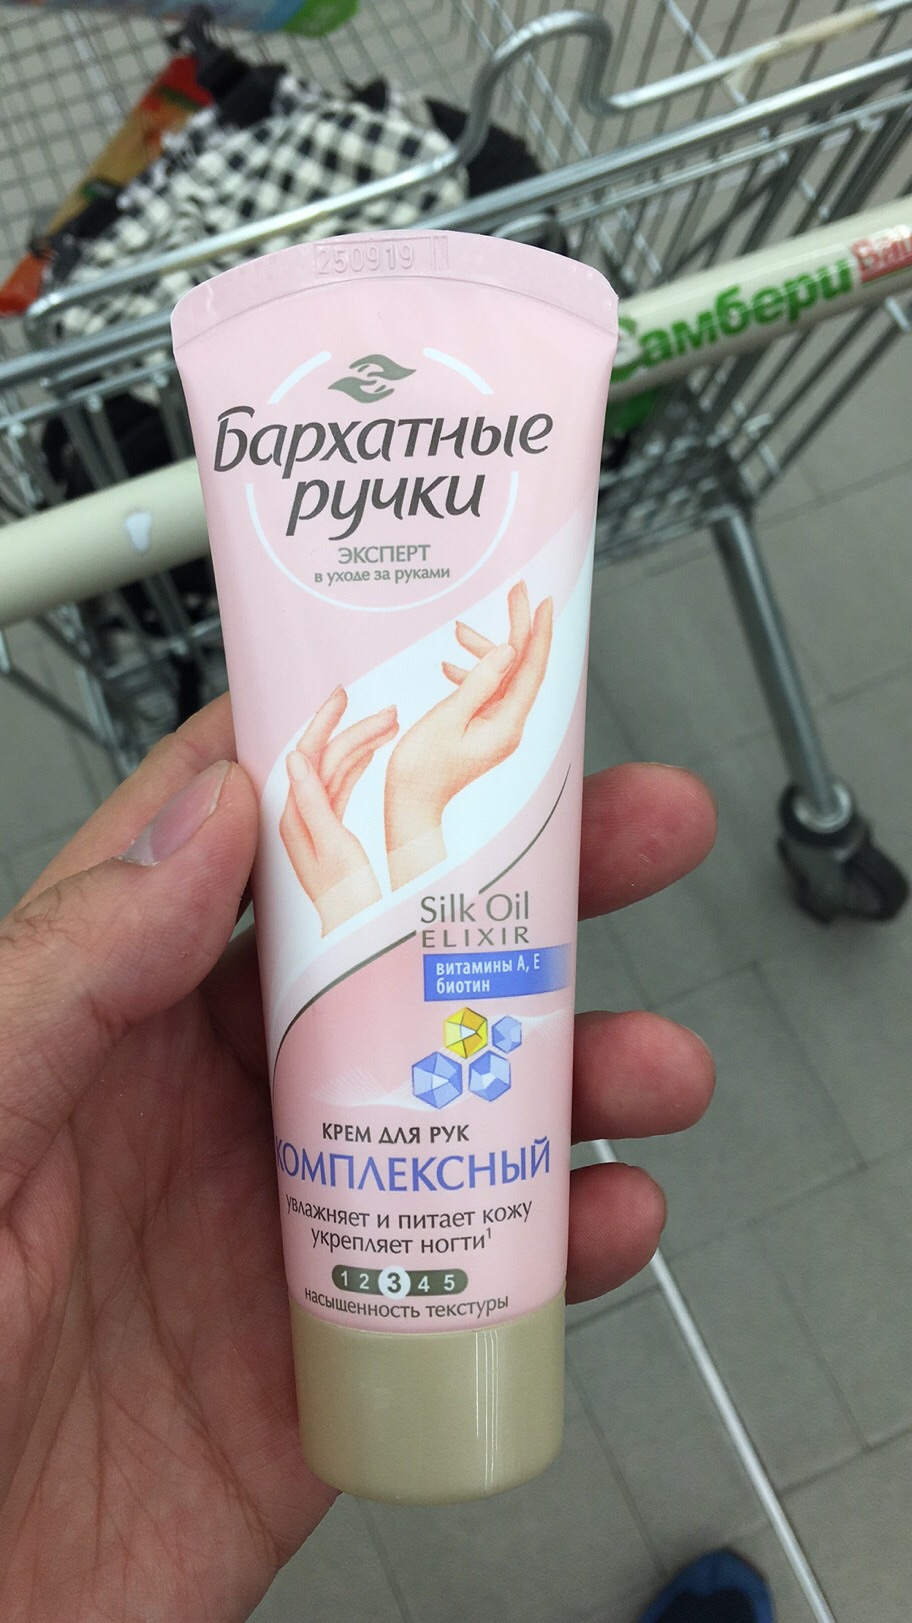 250919
Бархатные
ручки
ЭКСПЕРТ
в уходе за руками
Самбери
Silk Oil
ELIXIR
витамины А, Е
биотин
КРЕМ ДЛЯ РУК
КОМПЛЕКСНЫЙ
увлажняет и питает кожу
укрепляет ногти¹
1 2 3 4 5
насыщенность текстуры